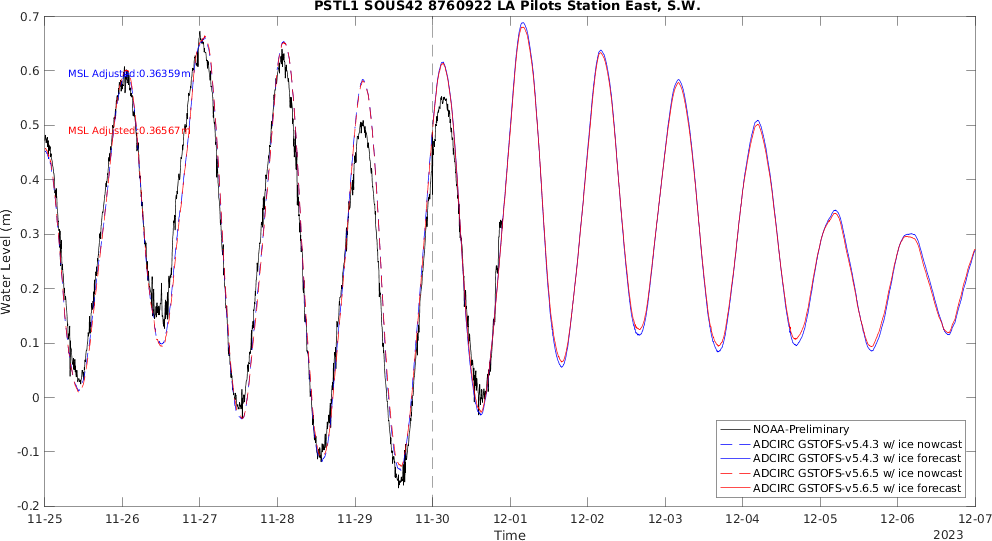 PSTL1 SOUS42 8760922 LA Pilots Station East, S.W.
0.7
0.6
0.5
0.4
0.3
0.2
0.1
0
-0.1
-0.2
Water Level (m)
MSL Adjusted:0.36359m
MSL Adjusted:0.36567m
NOAA-Preliminary
ADCIRC GSTOFS-v5.4.3 w/ ice nowcast
ADCIRC GSTOFS-v5.4.3 w/ ice forecast
ADCIRC GSTOFS-v5.6.5 w/ ice nowcast
ADCIRC GSTOFS-v5.6.5 w/ ice forecast
11-25 11-26 11-27 11-28 11-29 11-30 12-01 12-02 12-03 12-04 12-05 12-06 12-07
Time
2023